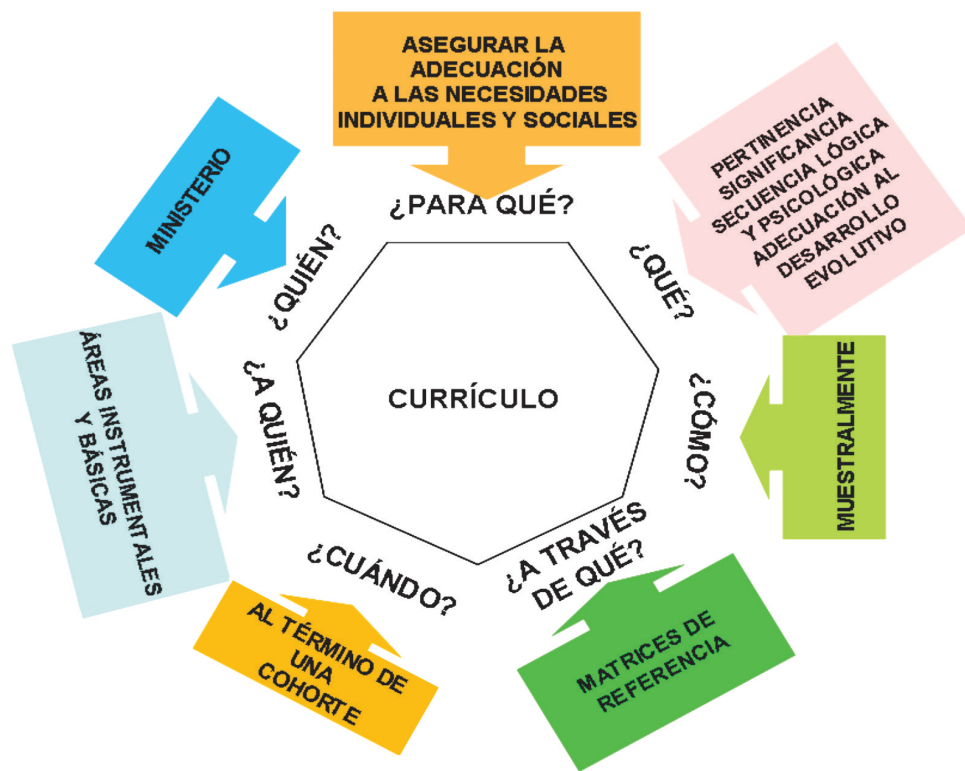 ASEGURAR LA
ADECUACIÓN
A LAS NECESIDADES
INDIVIDUALES Y SOCIALES
¿PARA QUÉ?
PERTINENCIA
SIGNIFICANCIA
SECUENCIA LÓGICA
Y PSICOLÓGICA
ADECUACIÓN AL
DESARROLLO
EVOLUTIVO
¿QUÉ?
MUESTRALMENTE
¿CÓMO?
MATRICES DE
REFERENCIA
¿A TRAVÉS
DE QUÉ?
AL TÉRMINO DE
UNA
COHORTE
¿CUÁNDO?
ÁREAS INSTRUMENTALES
Y BÁSICAS
¿A QUIÉN?
MINISTERIO
¿QUIÉN?
CURRÍCULO